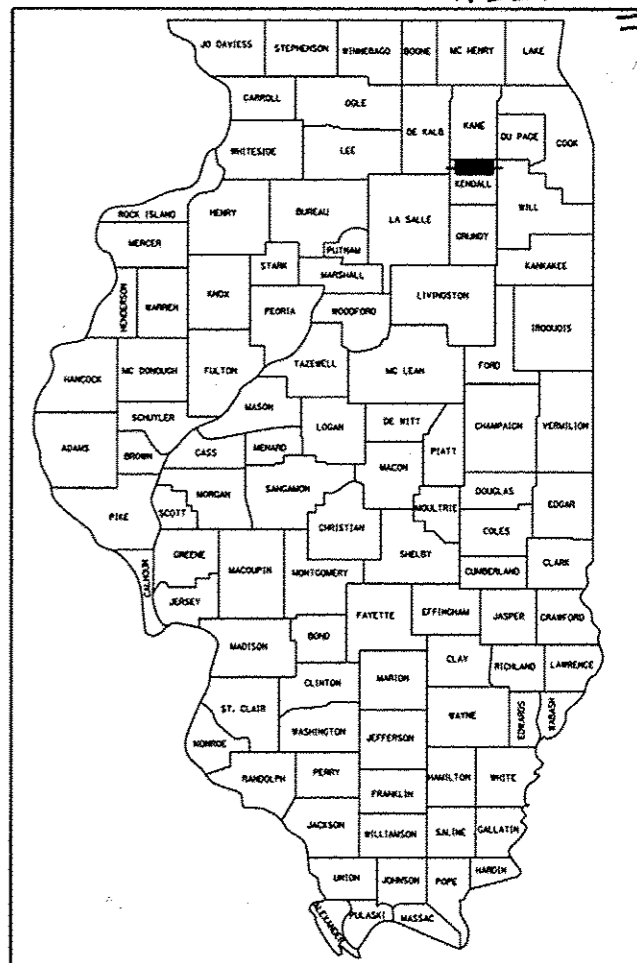 JO DAVIESS STEPHENSON WINNEBAGO BOONE MC HENRY LAKE
CARROLL OGLE DE KALB KANE DU PAGE COOK
WHITESIDE LEE
KENDALL
ROCK ISLAND HENRY BUREAU LA SALLE WILL
MERCER PUTNAM GRUNDY
STARK MARSHALL KANKAKEE
HENDERSON WARREN KNOX PEORIA WOODFORD LIVINGSTON IROQUOIS
HANCOCK MC DONOUGH FULTON TAZEWELL MC LEAN FORD
SCHUYLER MASON LOGAN DE WITT CHAMPAIGN VERMILION
ADAMS BROWN CASS MENARD MACON PIATT
MORGAN SANGAMON DOUGLAS EDGAR
PIKE SCOTT CHRISTIAN MOULTRIE COLES
GREENE MACOUPIN MONTGOMERY SHELBY CUMBERLAND CLARK
CALHOUN JERSEY
FAYETTE EFFINGHAM JASPER CRAWFORD
MADISON BOND CLAY RICHLAND LAWRENCE
CLINTON MARION
ST. CLAIR WASHINGTON WAYNE EDWARDS WABASH
MONROE JEFFERSON
RANDOLPH PERRY HAMILTON WHITE
FRANKLIN
JACKSON WILLIAMSON SALINE GALLATIN
UNION JOHNSON POPE HARDIN
ALEXANDER PULASKI MASSAC